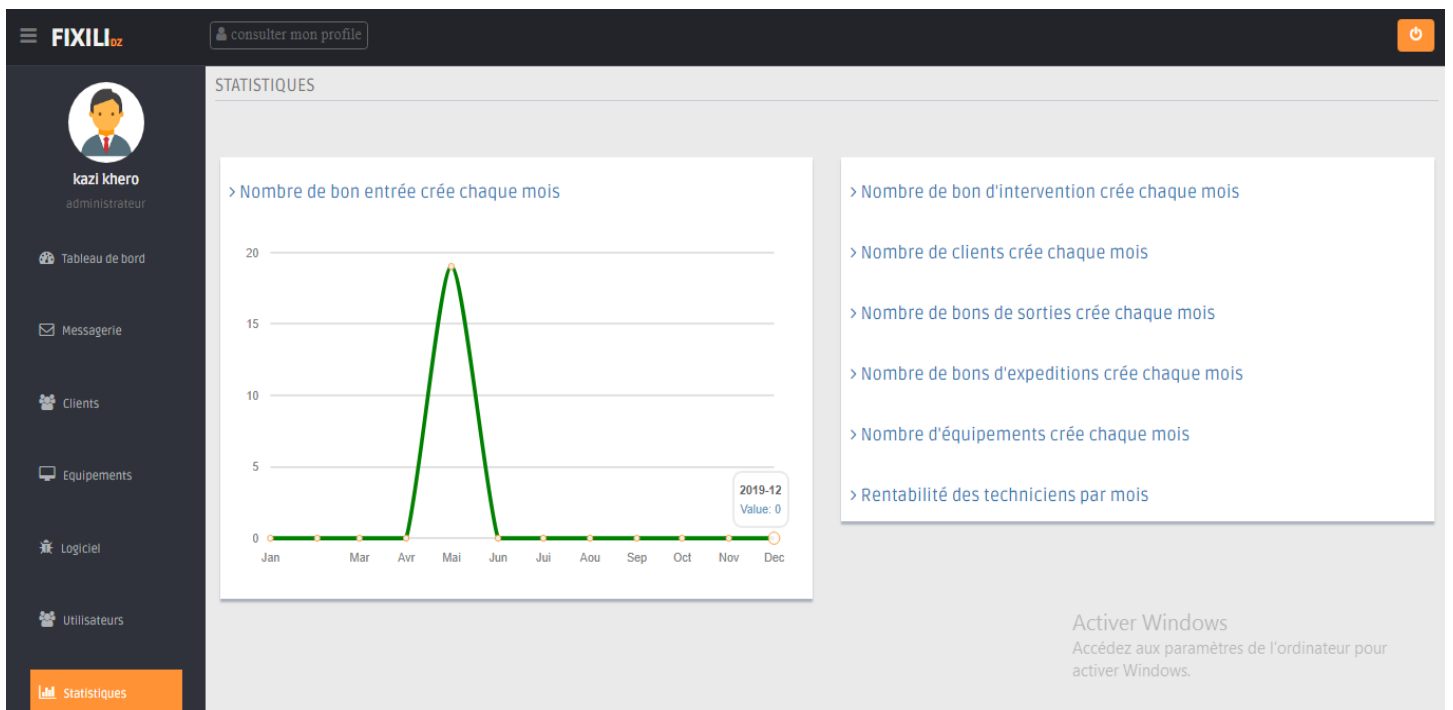 FIXILI DZ
consulter mon profile
kazi khero
administrateur
Tableau de bord
Messagerie
Clients
Equipements
Logiciel
Utilisateurs
Statistiques
STATISTIQUES
> Nombre de bon entrée crée chaque mois
20
15
10
5
0
Jan Mar Avr Mai Jun Jui Aou Sep Oct Nov Dec
2019-12
Value: 0
> Nombre de bon d'intervention crée chaque mois
> Nombre de clients crée chaque mois
> Nombre de bons de sorties crée chaque mois
> Nombre de bons d'expeditions crée chaque mois
> Nombre d'équipements crée chaque mois
> Rentabilité des techniciens par mois
Activer Windows
Accédez aux paramètres de l'ordinateur pour
activer Windows.